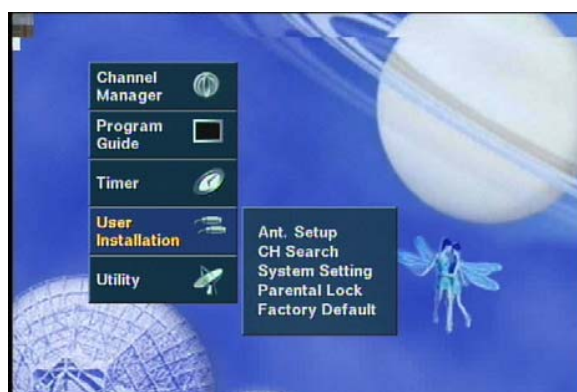 Channel
Manager
Program
Guide
Timer
User
Installation
Utility
Ant. Setup
CH Search
System Setting
Parental Lock
Factory Default